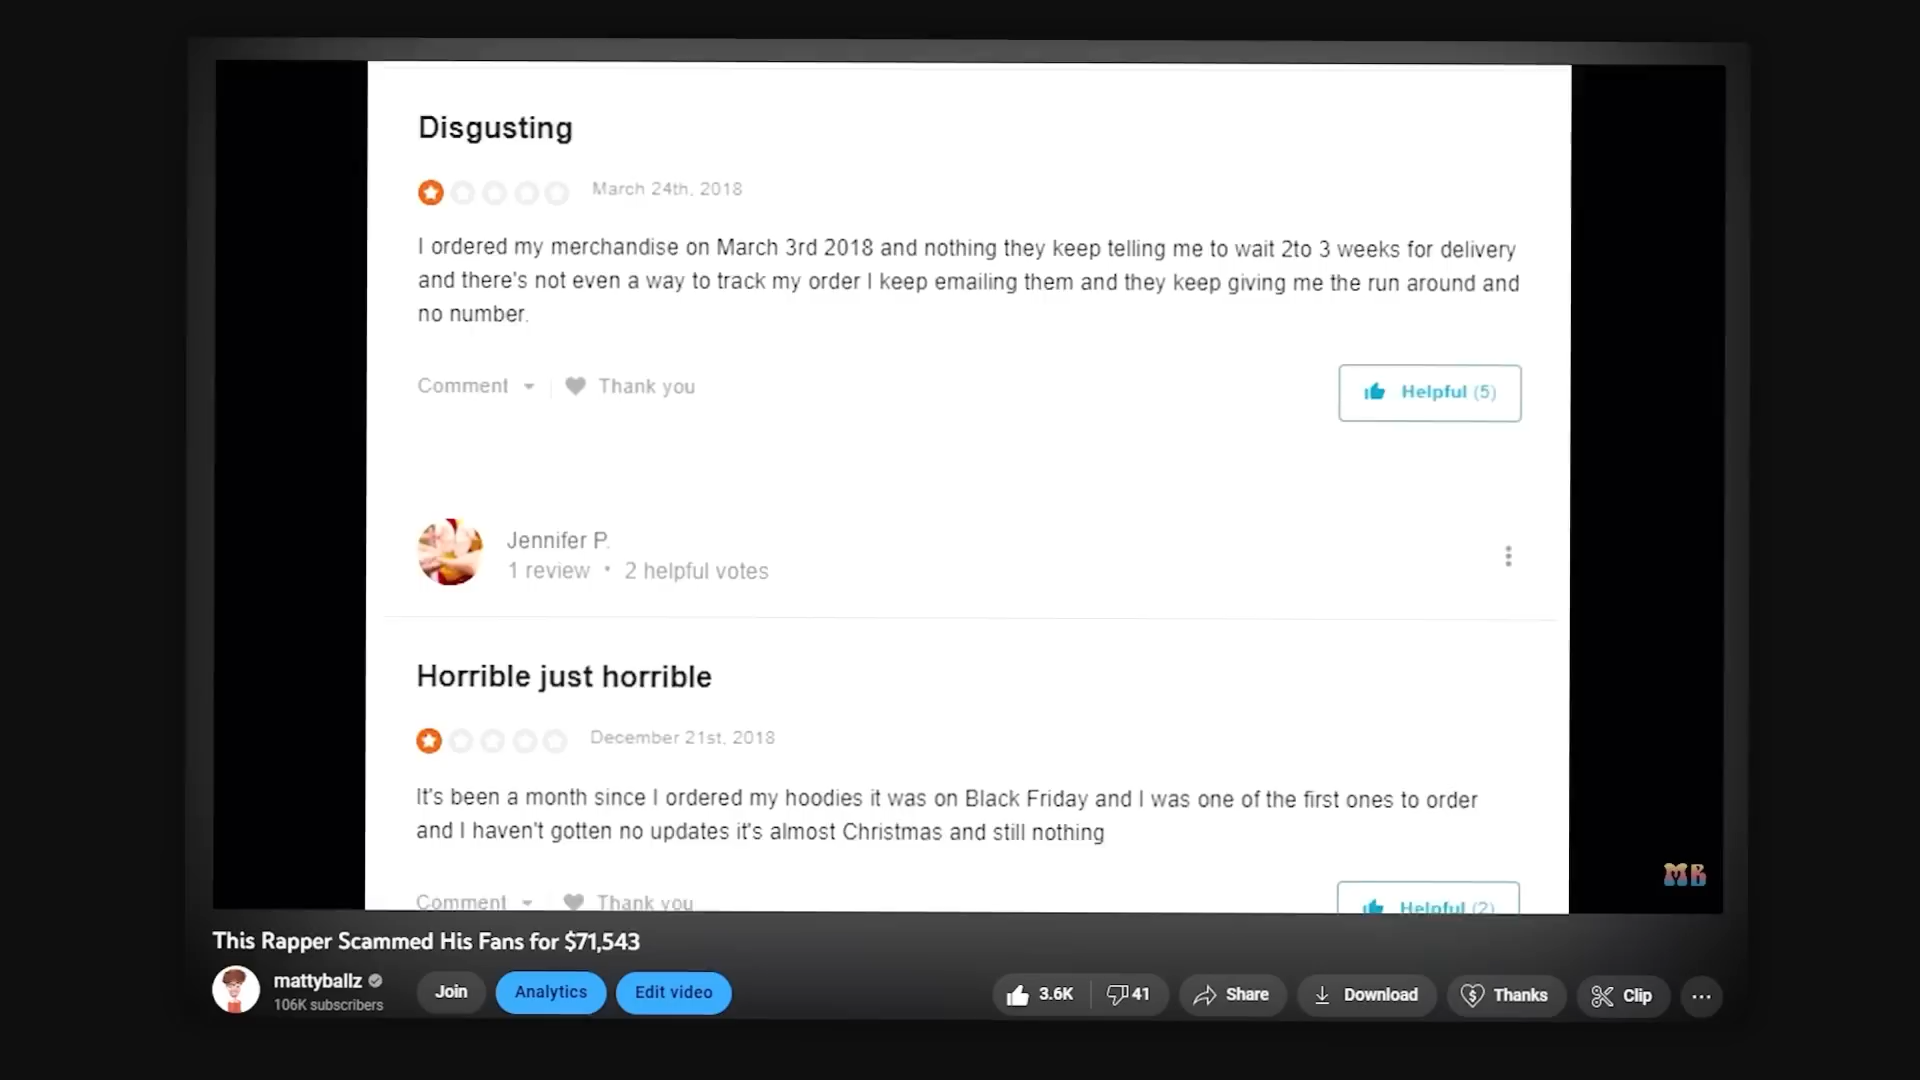 Disgusting
March 24th, 2018
I ordered my merchandise on March 3rd 2018 and nothing they keep telling me to wait 2to 3 weeks for delivery
and there's not even a way to track my order I keep emailing them and they keep giving me the run around and
no number.
Comment Thank you Helpful (5)
Jennifer P.
1 review • 2 helpful votes
Horrible just horrible
December 21st, 2018
It's been a month since I ordered my hoodies it was on Black Friday and I was one of the first ones to order
and I haven't gotten no updates it's almost Christmas and still nothing
Comment Thank you Helpful (2)
MB
This Rapper Scammed His Fans for $71,543
mattyballz
106K subscribers
Join Analytics Edit video 3.6K 41 Share Download Thanks Clip